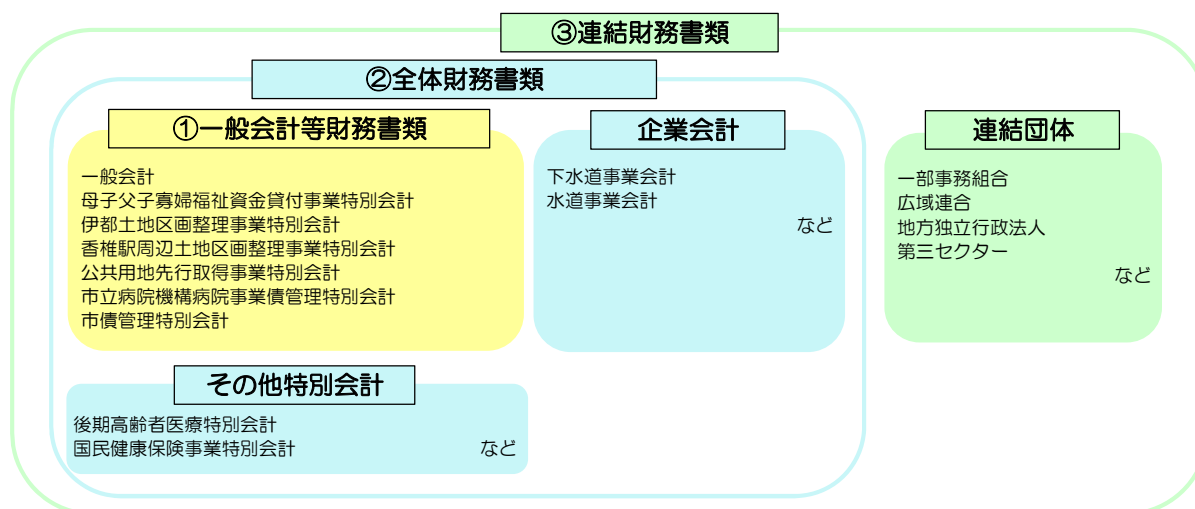 ③連結財務書類
②全体財務書類
①一般会計等財務書類
一般会計
母子父子寡婦福祉資金貸付事業特別会計
伊都土地区画整理事業特別会計
香椎駅周辺土地区画整理事業特別会計
公共用地先行取得事業特別会計
市立病院機構病院事業債管理特別会計
市債管理特別会計
企業会計
下水道事業会計
水道事業会計
など
連結団体
一部事務組合
広域連合
地方独立行政法人
第三セクター
など
その他特別会計
後期高齢者医療特別会計
国民健康保険事業特別会計 など